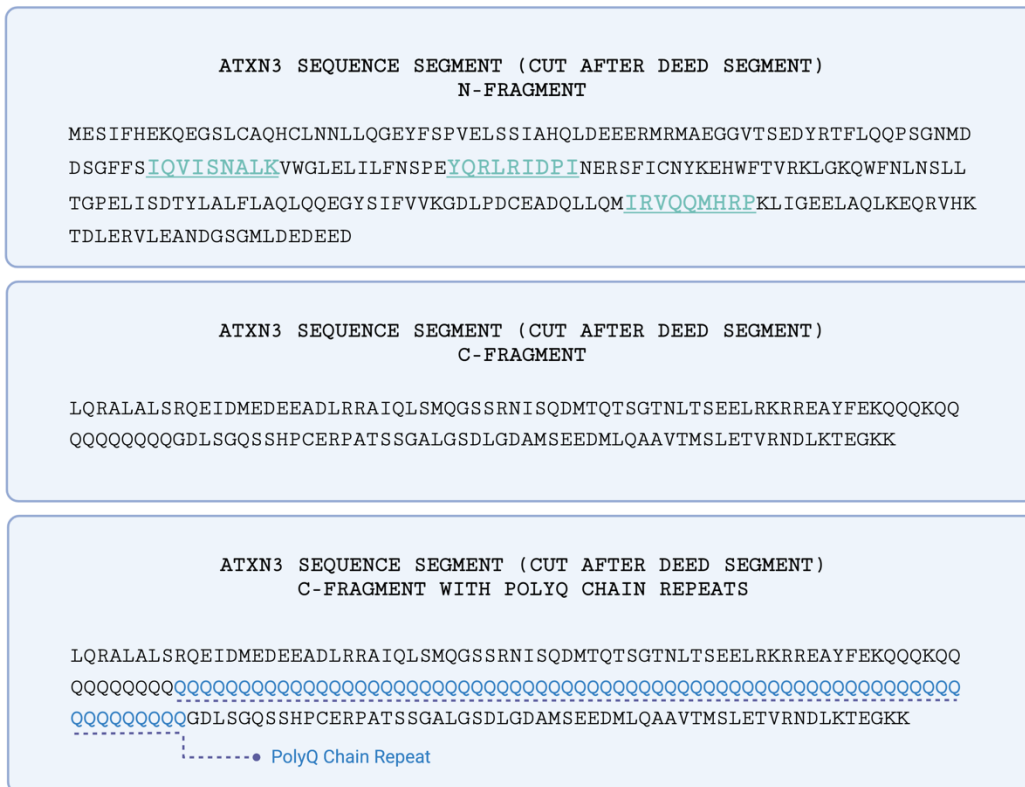 ATXN3 SEQUENCE SEGMENT (CUT AFTER DEED SEGMENT)
N-FRAGMENT
MESIFHEKQEGSLCAQHCLNNLLQGEYFSPVELSSIAHQLDEEERMRMAEGGVTSEDYRTFLQQPSGNMD
DSGFFSIQVISNALKVWGLELILFNSPEYQRLRIDPINERSFICNYKEHWFTVRKLGKQWFNLNSLL
TGPELISDTYLALFLAQLQQEGYSIFVVKGDLPDCEADQLLQMIRVQQMHRPKLIGEELAQLKEQRVHK
TDLERVLEANDGSGMLDEDEED
ATXN3 SEQUENCE SEGMENT (CUT AFTER DEED SEGMENT)
C-FRAGMENT
LQRALALSRQEIDMEDEEADLRRAIQLSMQGSSRNISQDMTQTSGTNLTSEELRKRREAYFEKQQQKQQ
QQQQQQQQGDLSGQSSHPCERPATSSGALGSDLGDAMSEEDMLQAAVTMSLETVRNDLKTEGKK
ATXN3 SEQUENCE SEGMENT (CUT AFTER DEED SEGMENT)
C-FRAGMENT WITH POLYQ CHAIN REPEATS
LQRALALSRQEIDMEDEEADLRRAIQLSMQGSSRNISQDMTQTSGTNLTSEELRKRREAYFEKQQQKQQ
QQQQQQQQQQQQQQQQQQQQQQQQQQQQQQQQQQQQQQQQQQQQQQQQQQQQQQQQQQQQQQQQQQQQQ
QQQQQQQQQGDLSGQSSHPCERPATSSGALGSDLGDAMSEEDMLQAAVTMSLETVRNDLKTEGKK
PolyQ Chain Repeat